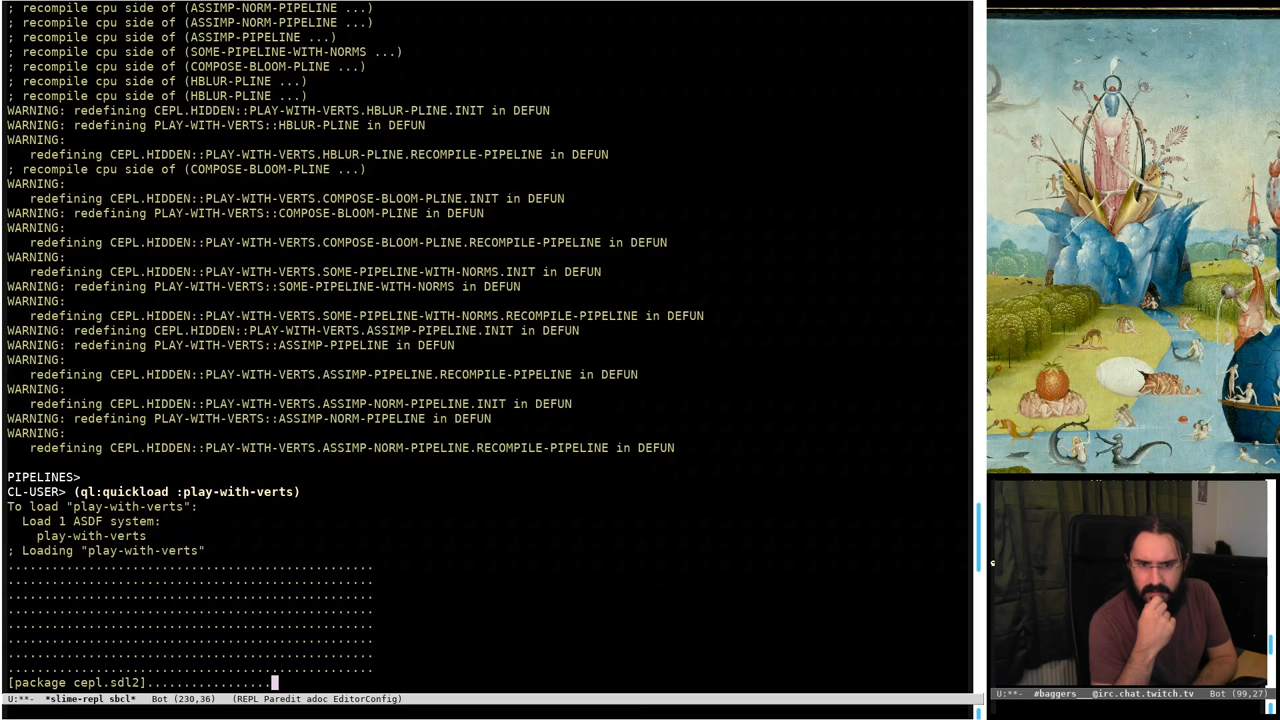 ; recompile cpu side of (ASSIMP-NORM-PIPELINE ...)
; recompile cpu side of (ASSIMP-NORM-PIPELINE ...)
; recompile cpu side of (ASSIMP-PIPELINE ...)
; recompile cpu side of (SOME-PIPELINE-WITH-NORMS ...)
; recompile cpu side of (COMPOSE-BLOOM-PLINE ...)
; recompile cpu side of (HBLUR-PLINE ...)
; recompile cpu side of (HBLUR-PLINE ...)
WARNING: redefining CEPL.HIDDEN::PLAY-WITH-VERTS.HBLUR-PLINE.INIT in DEFUN
WARNING: redefining PLAY-WITH-VERTS::HBLUR-PLINE in DEFUN
WARNING:
   redefining CEPL.HIDDEN::PLAY-WITH-VERTS.HBLUR-PLINE.RECOMPILE-PIPELINE in DEFUN
; recompile cpu side of (COMPOSE-BLOOM-PLINE ...)
WARNING:
   redefining CEPL.HIDDEN::PLAY-WITH-VERTS.COMPOSE-BLOOM-PLINE.INIT in DEFUN
WARNING: redefining PLAY-WITH-VERTS::COMPOSE-BLOOM-PLINE in DEFUN
WARNING:
   redefining CEPL.HIDDEN::PLAY-WITH-VERTS.COMPOSE-BLOOM-PLINE.RECOMPILE-PIPELINE in DEFUN
WARNING:
   redefining CEPL.HIDDEN::PLAY-WITH-VERTS.SOME-PIPELINE-WITH-NORMS.INIT in DEFUN
WARNING: redefining PLAY-WITH-VERTS::SOME-PIPELINE-WITH-NORMS in DEFUN
WARNING:
   redefining CEPL.HIDDEN::PLAY-WITH-VERTS.SOME-PIPELINE-WITH-NORMS.RECOMPILE-PIPELINE in DEFUN
WARNING: redefining CEPL.HIDDEN::PLAY-WITH-VERTS.ASSIMP-PIPELINE.INIT in DEFUN
WARNING: redefining PLAY-WITH-VERTS::ASSIMP-PIPELINE in DEFUN
WARNING:
   redefining CEPL.HIDDEN::PLAY-WITH-VERTS.ASSIMP-PIPELINE.RECOMPILE-PIPELINE in DEFUN
WARNING:
   redefining CEPL.HIDDEN::PLAY-WITH-VERTS.ASSIMP-NORM-PIPELINE.INIT in DEFUN
WARNING: redefining PLAY-WITH-VERTS::ASSIMP-NORM-PIPELINE in DEFUN
WARNING:
   redefining CEPL.HIDDEN::PLAY-WITH-VERTS.ASSIMP-NORM-PIPELINE.RECOMPILE-PIPELINE in DEFUN
PIPELINES>
CL-USER> (ql:quickload :play-with-verts)
To load "play-with-verts":
  Load 1 ASDF system:
    play-with-verts
; Loading "play-with-verts"
..................................................
..................................................
..................................................
..................................................
..................................................
..................................................
..................................................
..................................................
[package cepl.sdl2].................
U:**-  *slime-repl sbcl*   Bot (230,36)   (REPL Paredit adoc EditorConfig)
U:**-  #baggers___@irc.chat.twitch.tv   Bot (99,27)